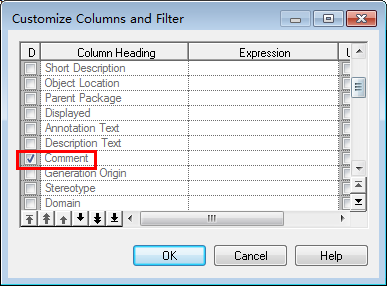 Customize Columns and Filter
D Column Heading Expression U
Short Description
Object Location
Parent Package
Displayed
Annotation Text
Description Text
Comment
Generation Origin
Stereotype
Domain
OK Cancel Help